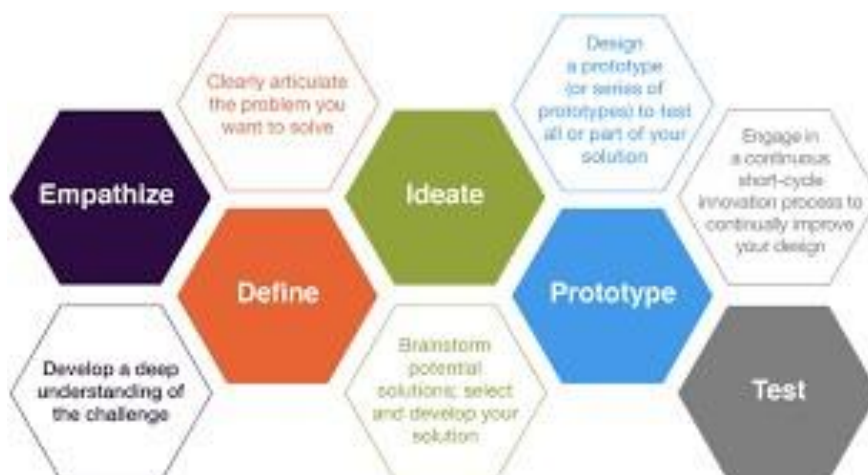 Empathize
Develop a deep
understanding of
the challenge
Clearly articulate
the problem you
want to solve
Define
Ideate
Brainstorm
potential
solutions; select
and develop your
solution
Design
a prototype
(or series of
prototypes) to test
all or part of your
solution
Prototype
Engage in
a continuous
short-cycle
innovation process to
continually improve
your design
Test